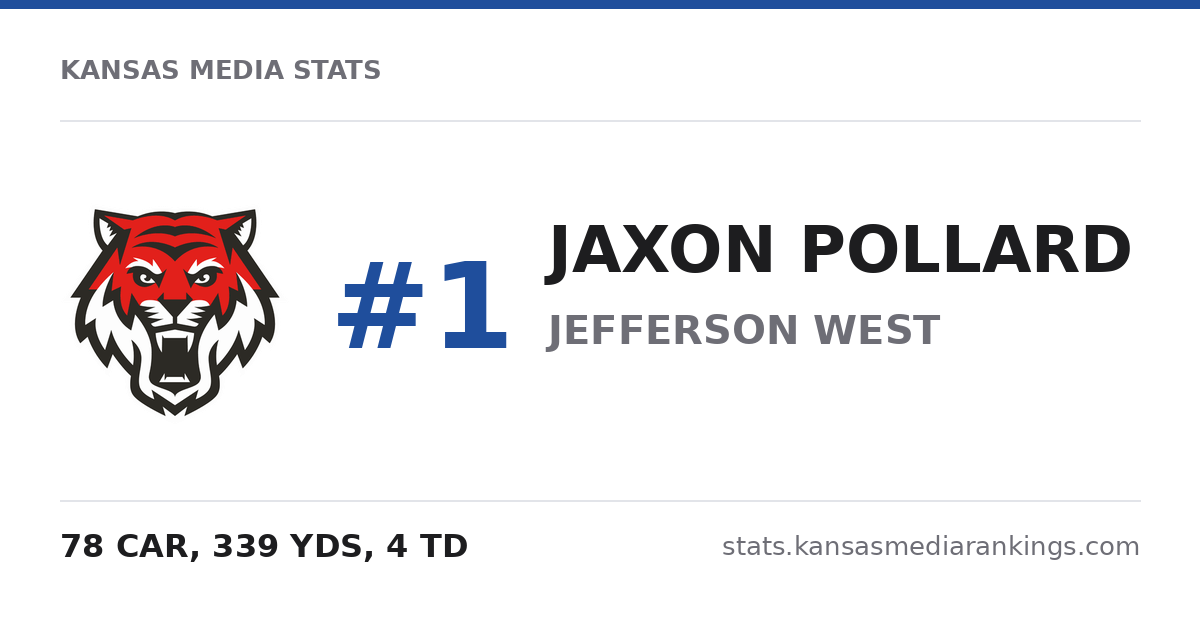 KANSAS MEDIA STATS
#1
JAXON POLLARD
JEFFERSON WEST
78 CAR, 339 YDS, 4 TD
stats.kansasmediarankings.com